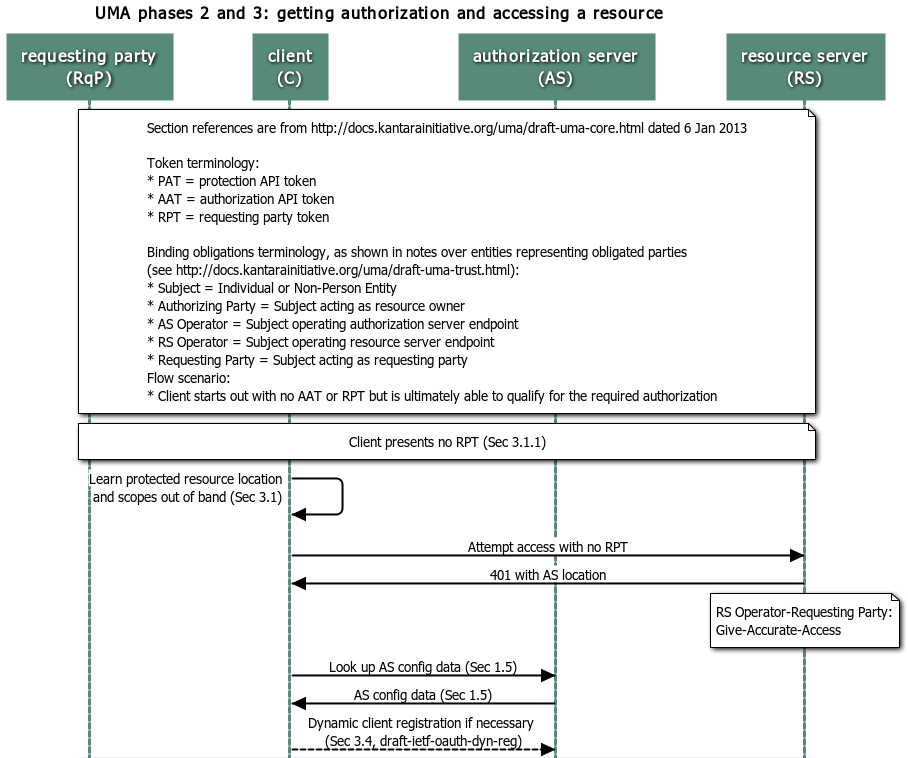 UMA phases 2 and 3: getting authorization and accessing a resource
requesting party
(RqP)
client
(C)
authorization server
(AS)
resource server
(RS)
Section references are from http://docs.kantarainitiative.org/uma/draft-uma-core.html dated 6 Jan 2013
Token terminology:
* PAT = protection API token
* AAT = authorization API token
* RPT = requesting party token
Binding obligations terminology, as shown in notes over entities representing obligated parties
(see http://docs.kantarainitiative.org/uma/draft-uma-trust.html):
* Subject = Individual or Non-Person Entity
* Authorizing Party = Subject acting as resource owner
* AS Operator = Subject operating authorization server endpoint
* RS Operator = Subject operating resource server endpoint
* Requesting Party = Subject acting as requesting party
Flow scenario:
* Client starts out with no AAT or RPT but is ultimately able to qualify for the required authorization
Client presents no RPT (Sec 3.1.1)
Learn protected resource location
and scopes out of band (Sec 3.1)
Attempt access with no RPT
401 with AS location
RS Operator-Requesting Party:
Give-Accurate-Access
Look up AS config data (Sec 1.5)
AS config data (Sec 1.5)
Dynamic client registration if necessary
(Sec 3.4, draft-ietf-oauth-dyn-reg)